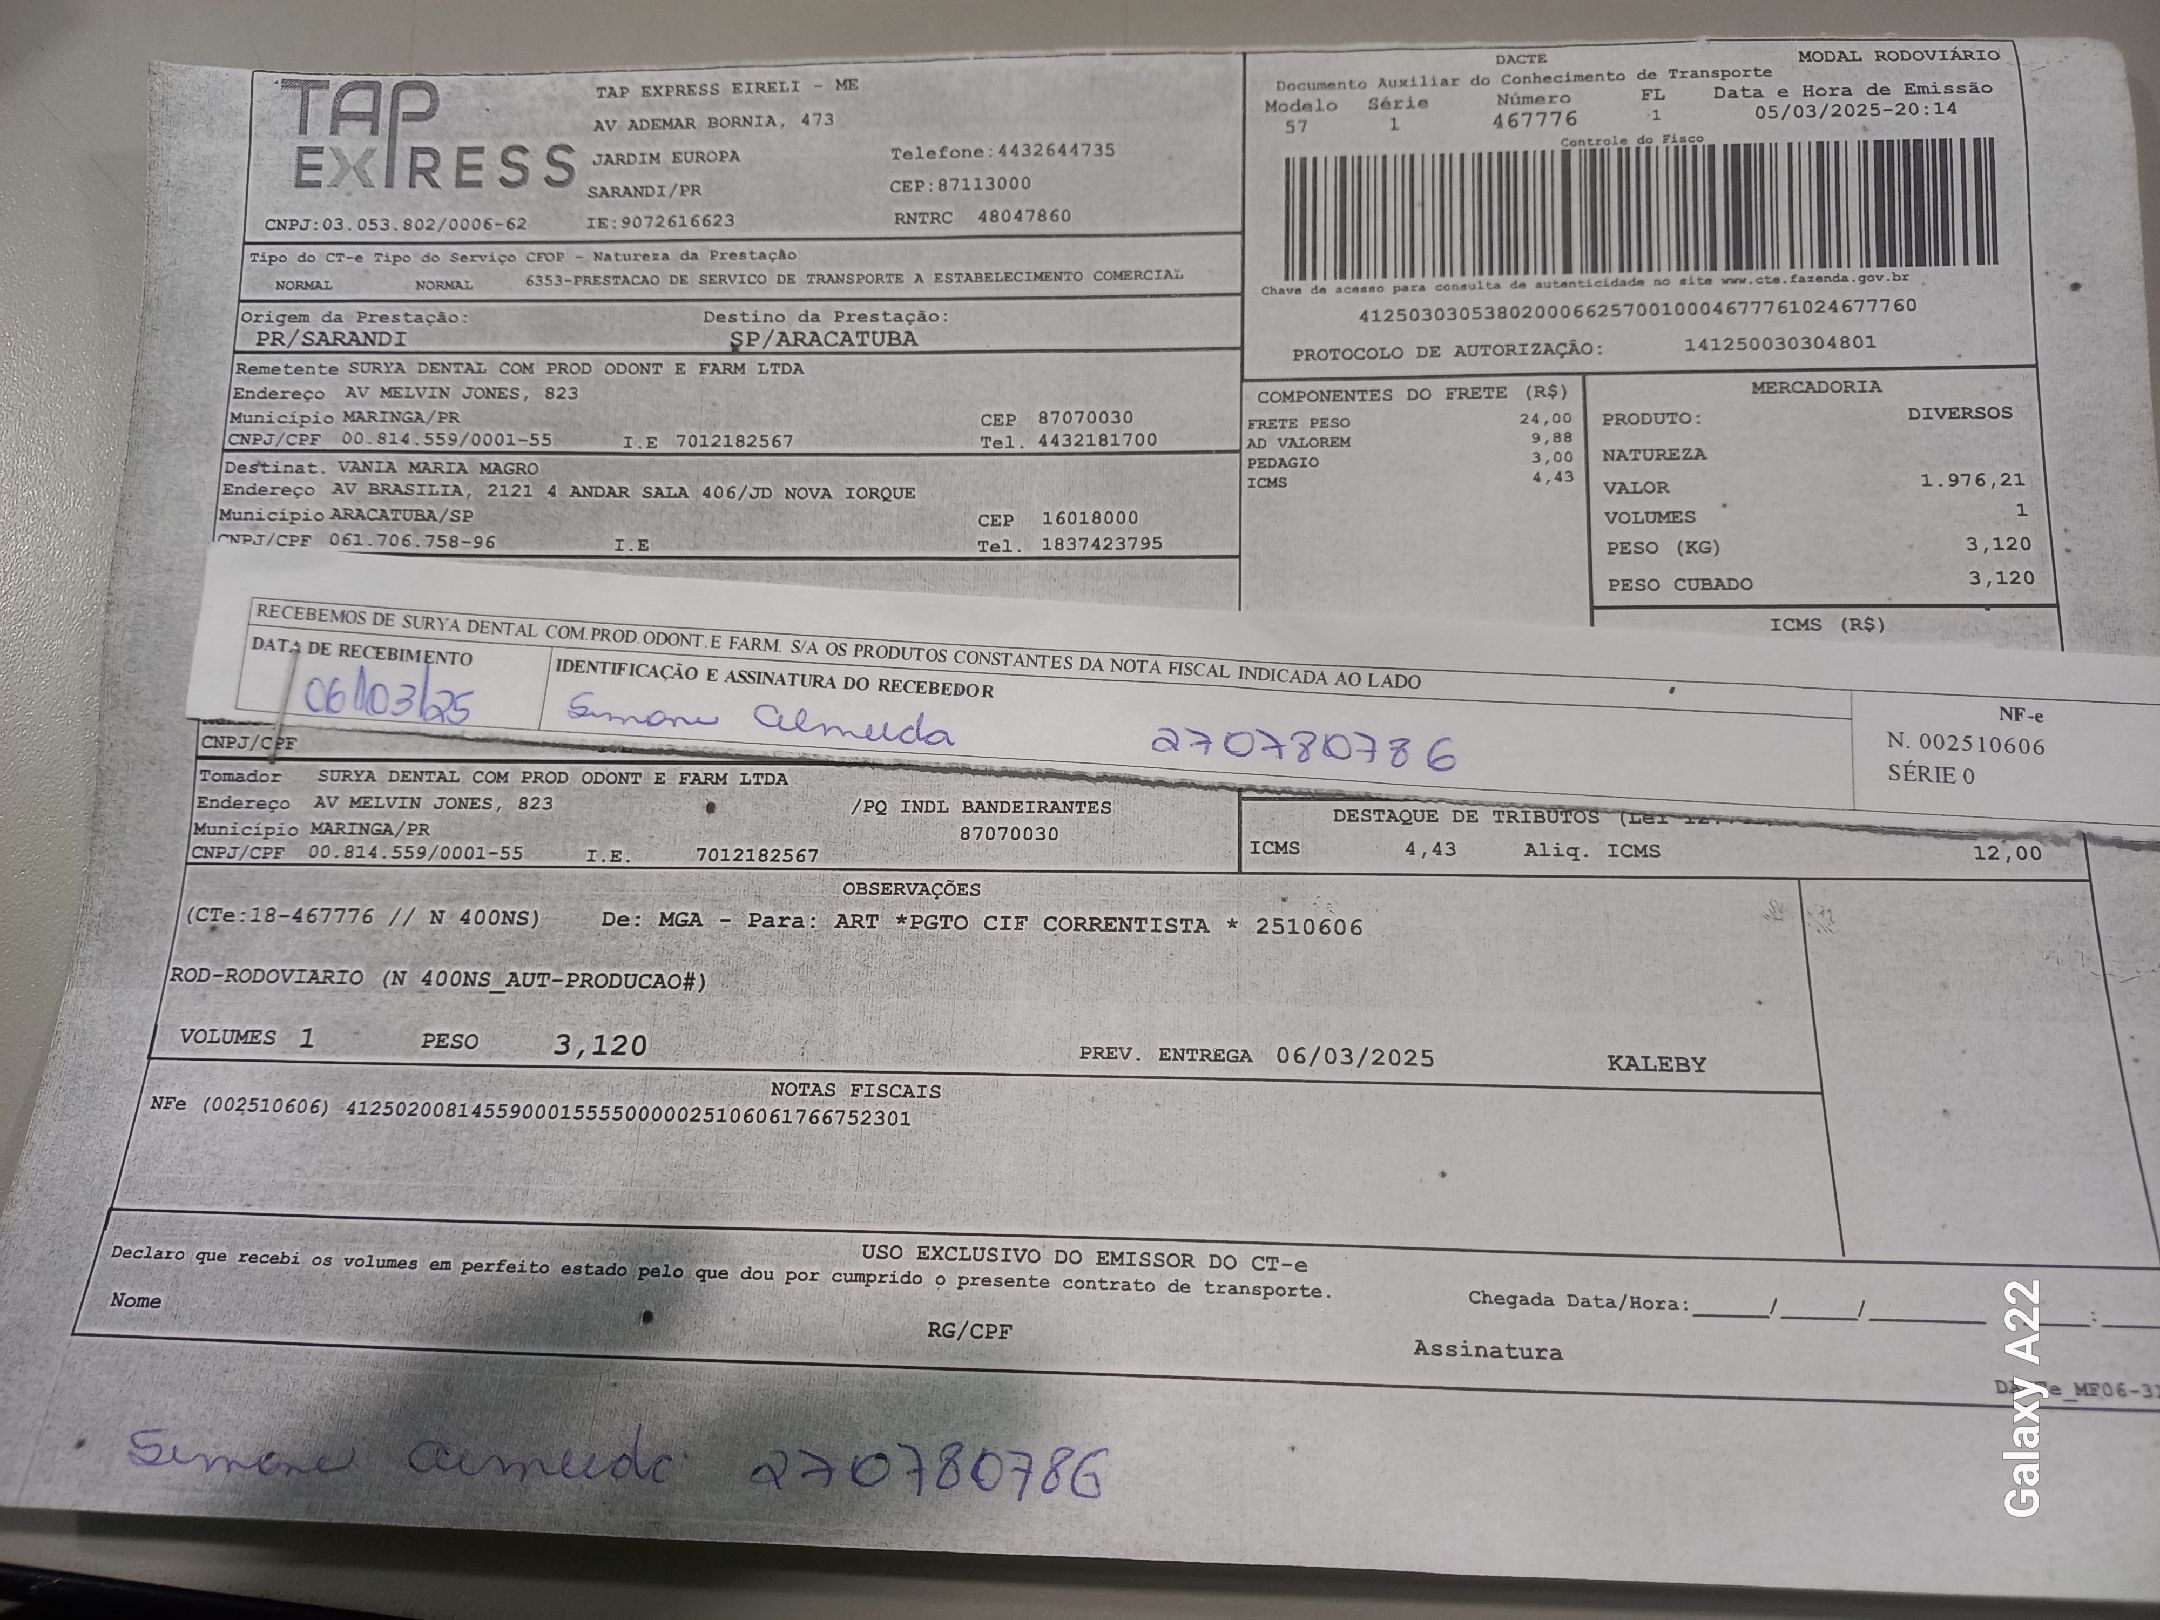 TAP EXPRESS
TAP EXPRESS EIRELI - ME
AV ADEMAR BORNIA, 473
JARDIM EUROPA
Telefone:4432644735
SARANDI/PR
CEP:87113000
CNPJ:03.053.802/0006-62
IE:9072616623
RNTRC 48047860
DACTE
MODAL RODOVIÁRIO
Documento Auxiliar do Conhecimento de Transporte
Modelo Série Número FL Data e Hora de Emissão
57 1 467776 1 05/03/2025-20:14
Controle do Fisco
Chave de acesso para consulta de autenticidade no site www.cte.fazenda.gov.br
41250303053802000662570010004677761024677760
PROTOCOLO DE AUTORIZAÇÃO: 141250030304801
Tipo do CT-e Tipo do Serviço CFOP - Natureza da Prestação
NORMAL NORMAL 6353-PRESTACAO DE SERVICO DE TRANSPORTE A ESTABELECIMENTO COMERCIAL
Origem da Prestação: Destino da Prestação:
PR/SARANDI SP/ARACATUBA
Remetente SURYA DENTAL COM PROD ODONT E FARM LTDA
Endereço AV MELVIN JONES, 823
Município MARINGA/PR CEP 87070030
CNPJ/CPF 00.814.559/0001-55 I.E 7012182567 Tel. 4432181700
Destinat. VANIA MARIA MAGRO
Endereço AV BRASILIA, 2121 4 ANDAR SALA 406/JD NOVA IORQUE
Município ARACATUBA/SP CEP 16018000
CNPJ/CPF 061.706.758-96 I.E Tel. 1837423795
COMPONENTES DO FRETE (R$)
FRETE PESO 24,00
AD VALOREM 9,88
PEDAGIO 3,00
ICMS 4,43
MERCADORIA
PRODUTO: DIVERSOS
NATUREZA
VALOR 1.976,21
VOLUMES 1
PESO (KG) 3,120
PESO CUBADO 3,120
ICMS (R$)
RECEBEMOS DE SURYA DENTAL COM.PROD.ODONT.E FARM. S/A OS PRODUTOS CONSTANTES DA NOTA FISCAL INDICADA AO LADO
DATA DE RECEBIMENTO
IDENTIFICAÇÃO E ASSINATURA DO RECEBEDOR
06/03/25
Simone Almeida 270780786
NF-e
N. 002510606
SÉRIE 0
CNPJ/CPF
Tomador SURYA DENTAL COM PROD ODONT E FARM LTDA
Endereço AV MELVIN JONES, 823 /PQ INDL BANDEIRANTES
Município MARINGA/PR 87070030
CNPJ/CPF 00.814.559/0001-55 I.E. 7012182567
DESTAQUE DE TRIBUTOS
ICMS 4,43 Aliq. ICMS 12,00
OBSERVAÇÕES
(CTe:18-467776 // N 400NS) De: MGA - Para: ART *PGTO CIF CORRENTISTA * 2510606
ROD-RODOVIARIO (N 400NS_AUT-PRODUCAO#)
VOLUMES 1 PESO 3,120 PREV. ENTREGA 06/03/2025 KALEBY
NOTAS FISCAIS
NFe (002510606) 41250200814559000155550000025106061766752301
USO EXCLUSIVO DO EMISSOR DO CT-e
Declaro que recebi os volumes em perfeito estado pelo que dou por cumprido o presente contrato de transporte.
Nome RG/CPF Assinatura
Chegada Data/Hora:____/____/______ ____:____
Simone Almeida 270780786
Galaxy A22